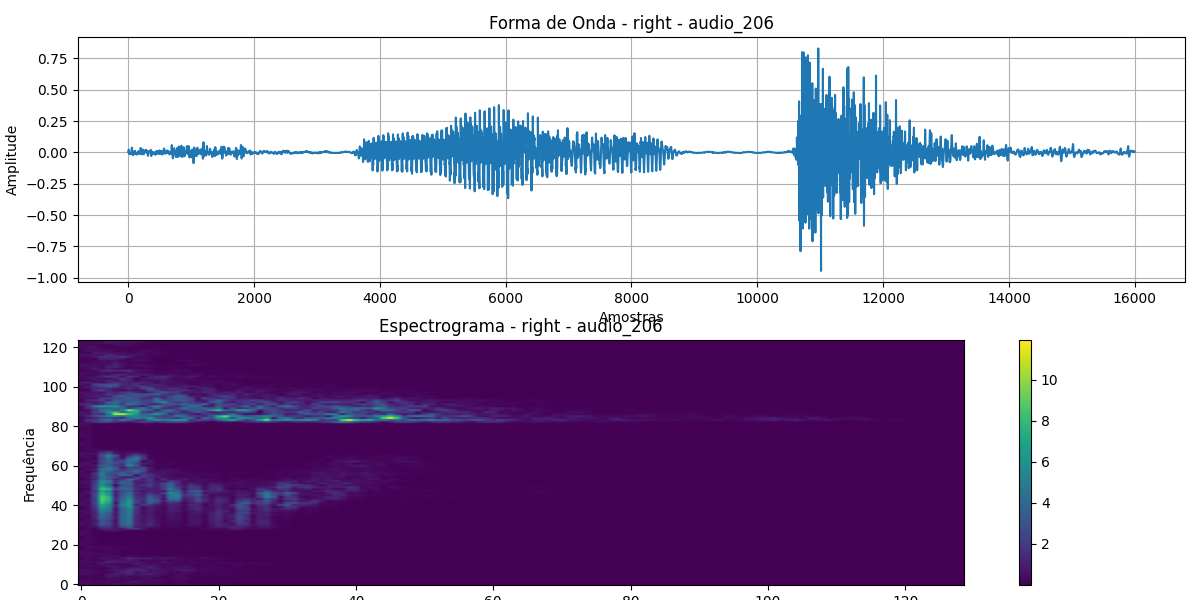 Forma de Onda - right - audio_206
0.75
0.50
0.25
0.00
−0.25
−0.50
−0.75
−1.00
Amplitude
0 2000 4000 6000 8000 10000 12000 14000 16000
Amostras
Espectrograma - right - audio_206
120
100
80
60
40
20
0
Frequência
0 20 40 60 80 100 120
10
8
6
4
2